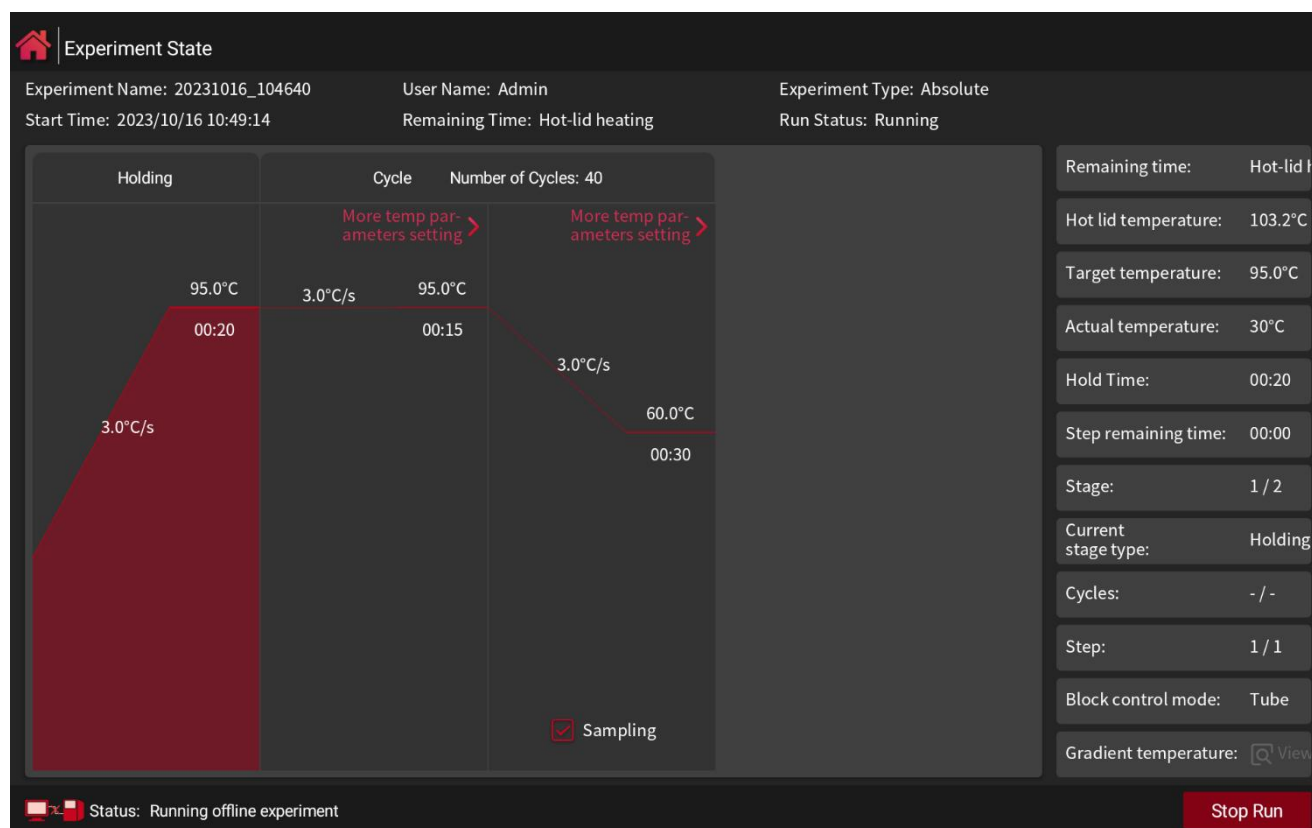 Experiment State
Experiment Name: 20231016_104640 User Name: Admin Experiment Type: Absolute
Start Time: 2023/10/16 10:49:14 Remaining Time: Hot-lid heating Run Status: Running
Holding Cycle Number of Cycles: 40
More temp par-
ameters setting
More temp par-
ameters setting
95.0°C
00:20
3.0°C/s
3.0°C/s
95.0°C
00:15
3.0°C/s
60.0°C
00:30
Sampling
Remaining time: Hot-lid
Hot lid temperature: 103.2°C
Target temperature: 95.0°C
Actual temperature: 30°C
Hold Time: 00:20
Step remaining time: 00:00
Stage: 1 / 2
Current
stage type: Holding
Cycles: - / -
Step: 1 / 1
Block control mode: Tube
Gradient temperature: View
Status: Running offline experiment
Stop Run